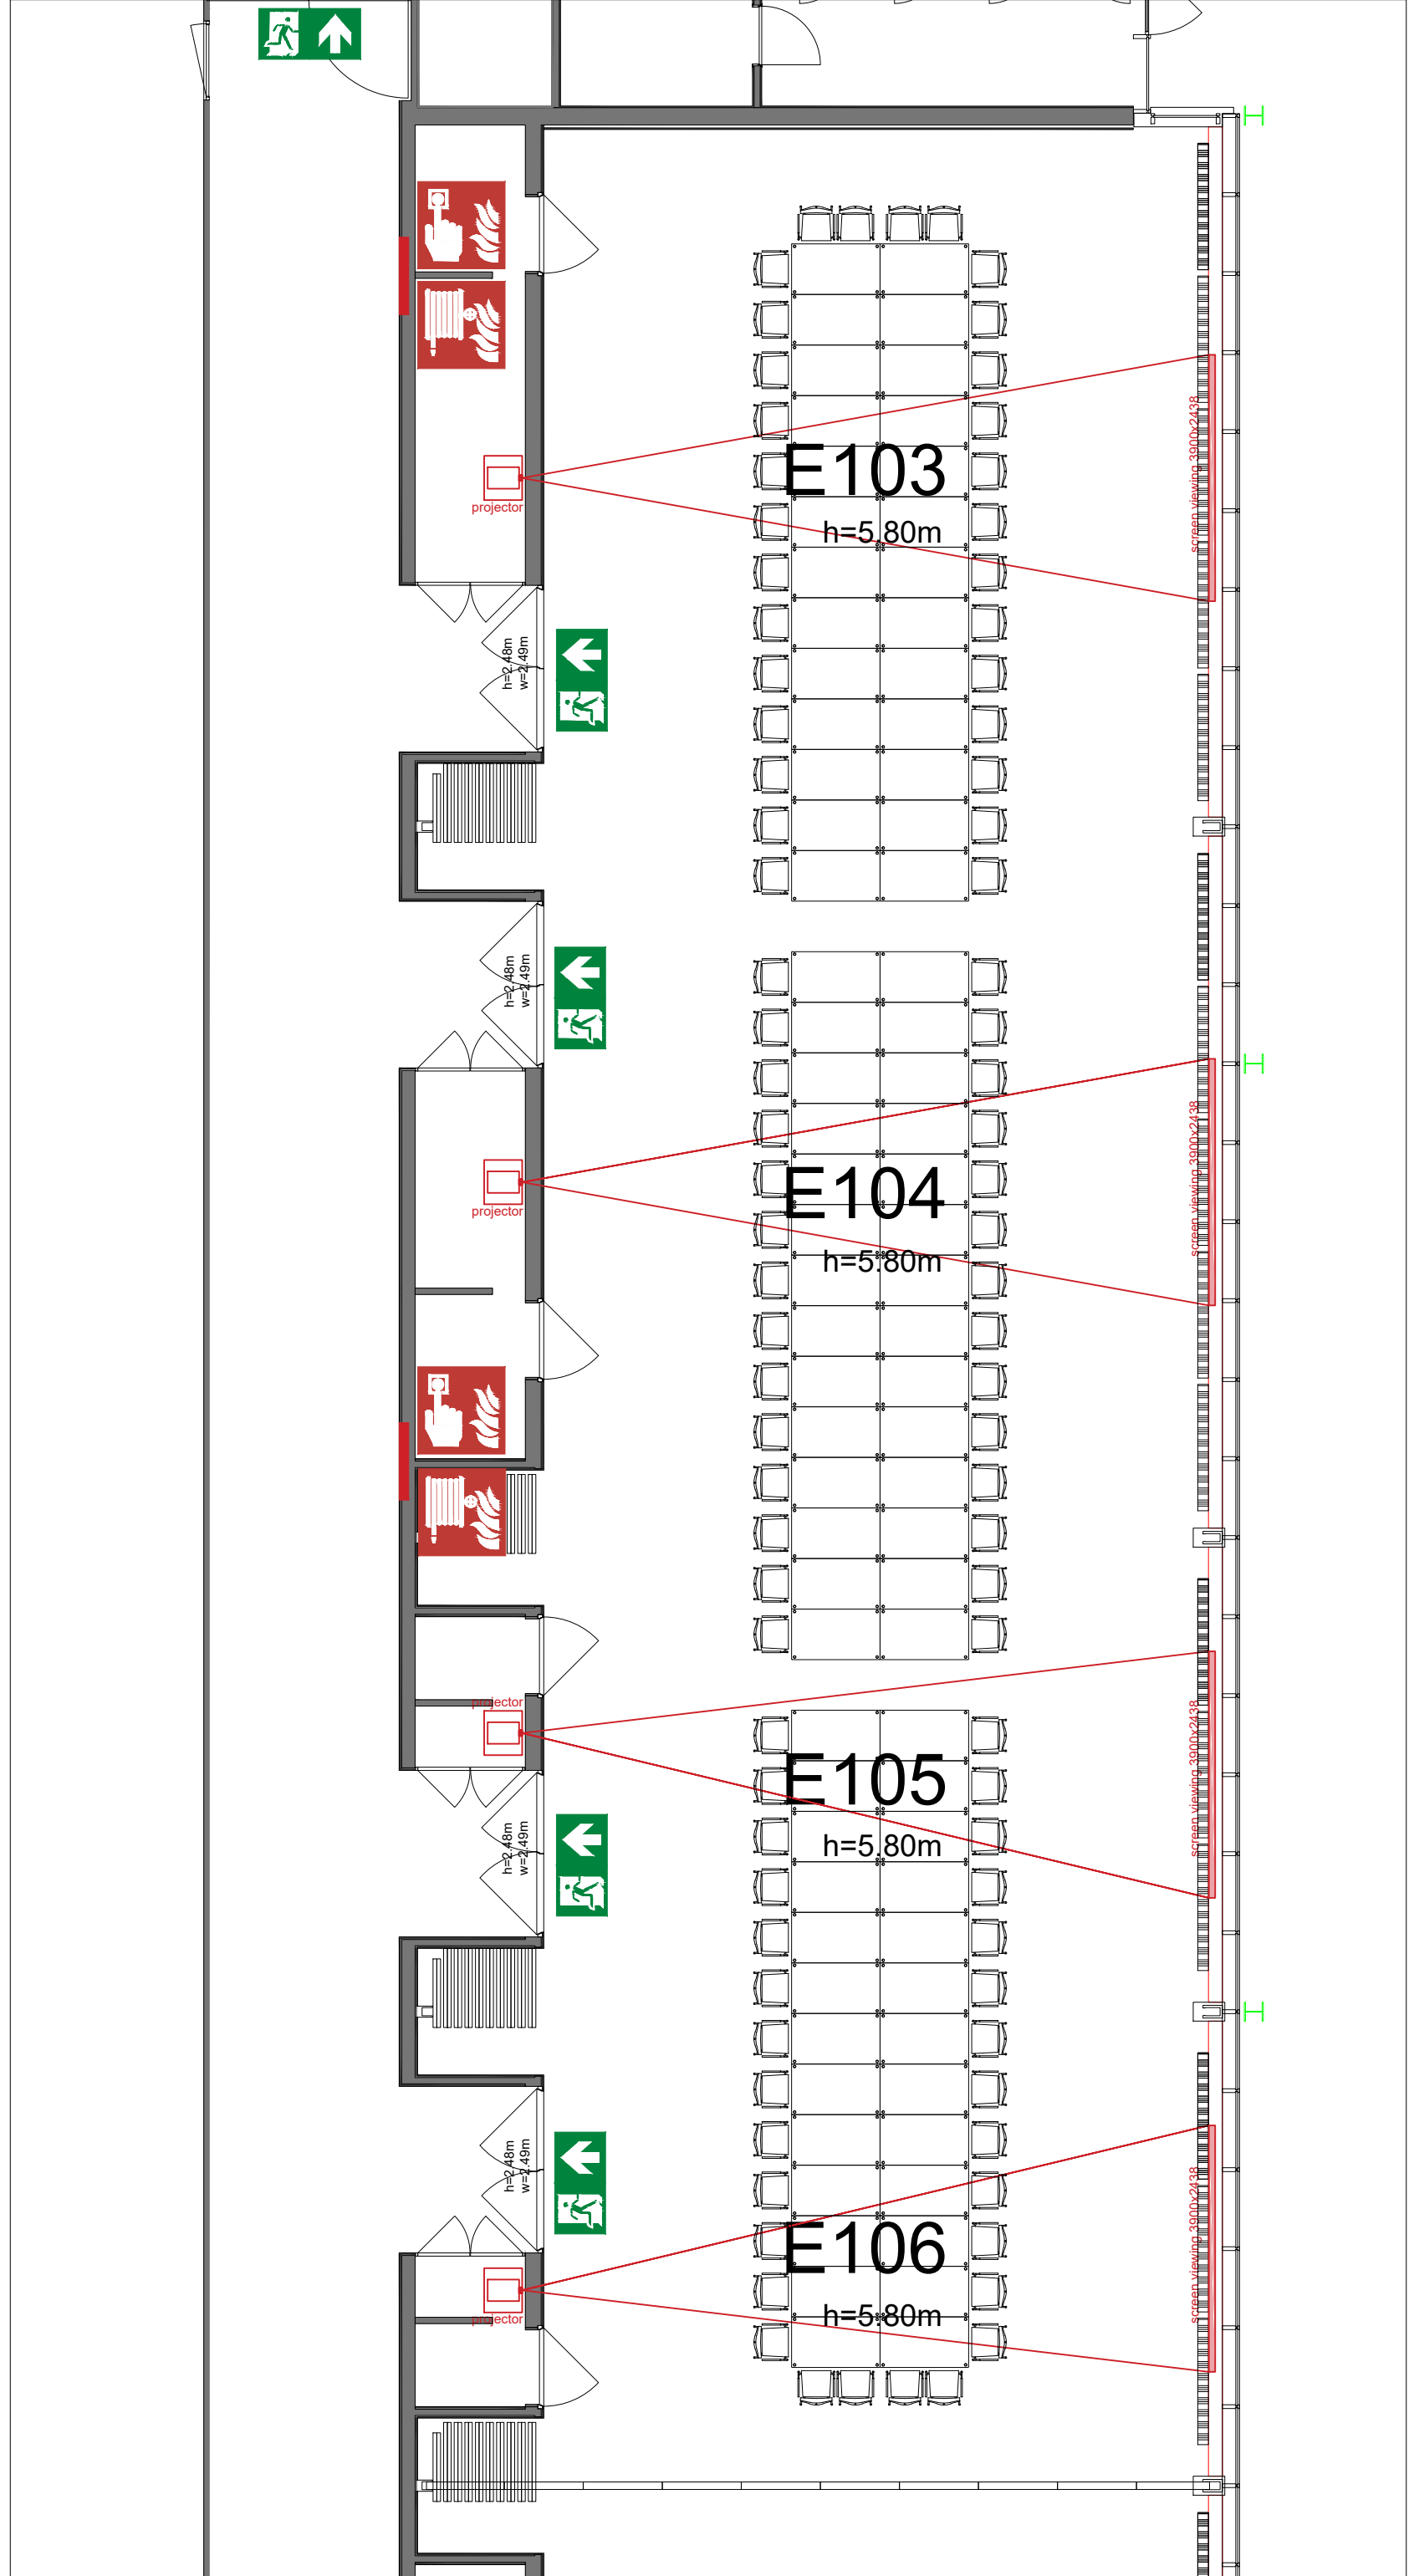 projector
E103
h=5.80m
screen viewing 3900x2438
h=2.48m
w=2.49m
h=2.48m
w=2.49m
projector
E104
h=5.80m
screen viewing 3900x2438
projector
E105
h=5.80m
screen viewing 3900x2438
h=2.48m
w=2.49m
h=2.48m
w=2.49m
E106
h=5.80m
screen viewing 3900x2438
projector